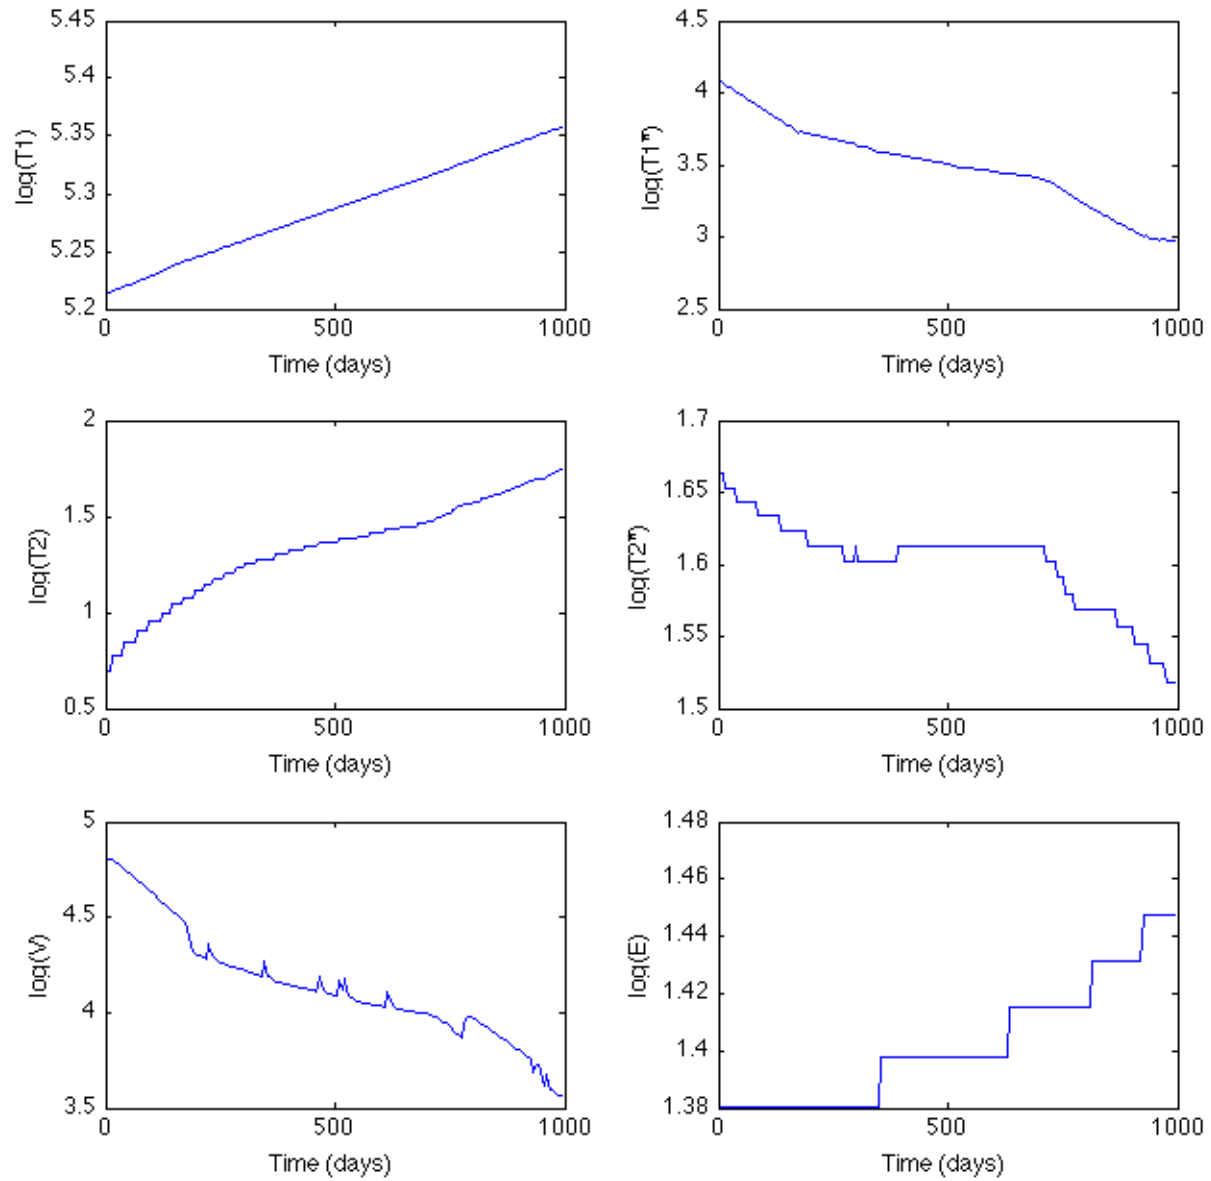 5.45
5.4
5.35
5.3
5.25
5.2
log(T1)
0 500 1000
Time (days)
4.5
4
3.5
3
2.5
log(T1*)
0 500 1000
Time (days)
2
1.5
1
0.5
log(T2)
0 500 1000
Time (days)
1.7
1.65
1.6
1.55
1.5
log(T2*)
0 500 1000
Time (days)
5
4.5
4
3.5
log(V)
0 500 1000
Time (days)
1.48
1.46
1.44
1.42
1.4
1.38
log(E)
0 500 1000
Time (days)